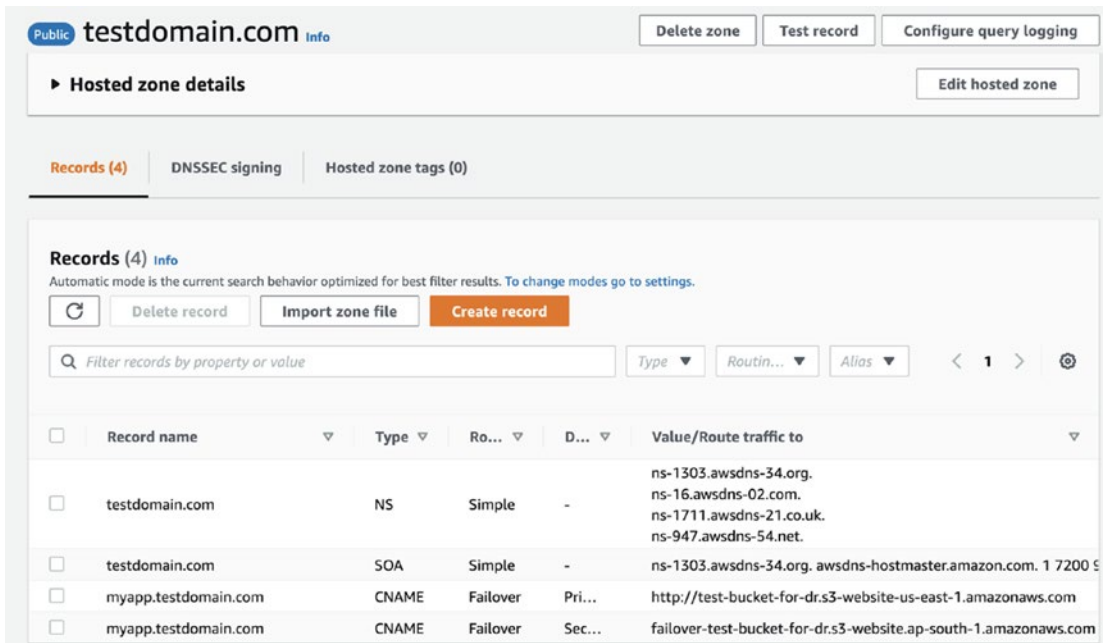 Public testdomain.com Info Delete zone Test record Configure query logging
▶ Hosted zone details Edit hosted zone
Records (4) DNSSEC signing Hosted zone tags (0)
Records (4) Info
Automatic mode is the current search behavior optimized for best filter results. To change modes go to settings.
Delete record Import zone file Create record
Filter records by property or value Type Routin... Alias 1
Record name Type Ro... D... Value/Route traffic to
testdomain.com NS Simple - ns-1303.awsdns-34.org.
ns-16.awsdns-02.com.
ns-1711.awsdns-21.co.uk.
ns-947.awsdns-54.net.
testdomain.com SOA Simple - ns-1303.awsdns-34.org. awsdns-hostmaster.amazon.com. 1 7200 9
myapp.testdomain.com CNAME Failover Pri... http://test-bucket-for-dr.s3-website-us-east-1.amazonaws.com
myapp.testdomain.com CNAME Failover Sec... failover-test-bucket-for-dr.s3-website.ap-south-1.amazonaws.com